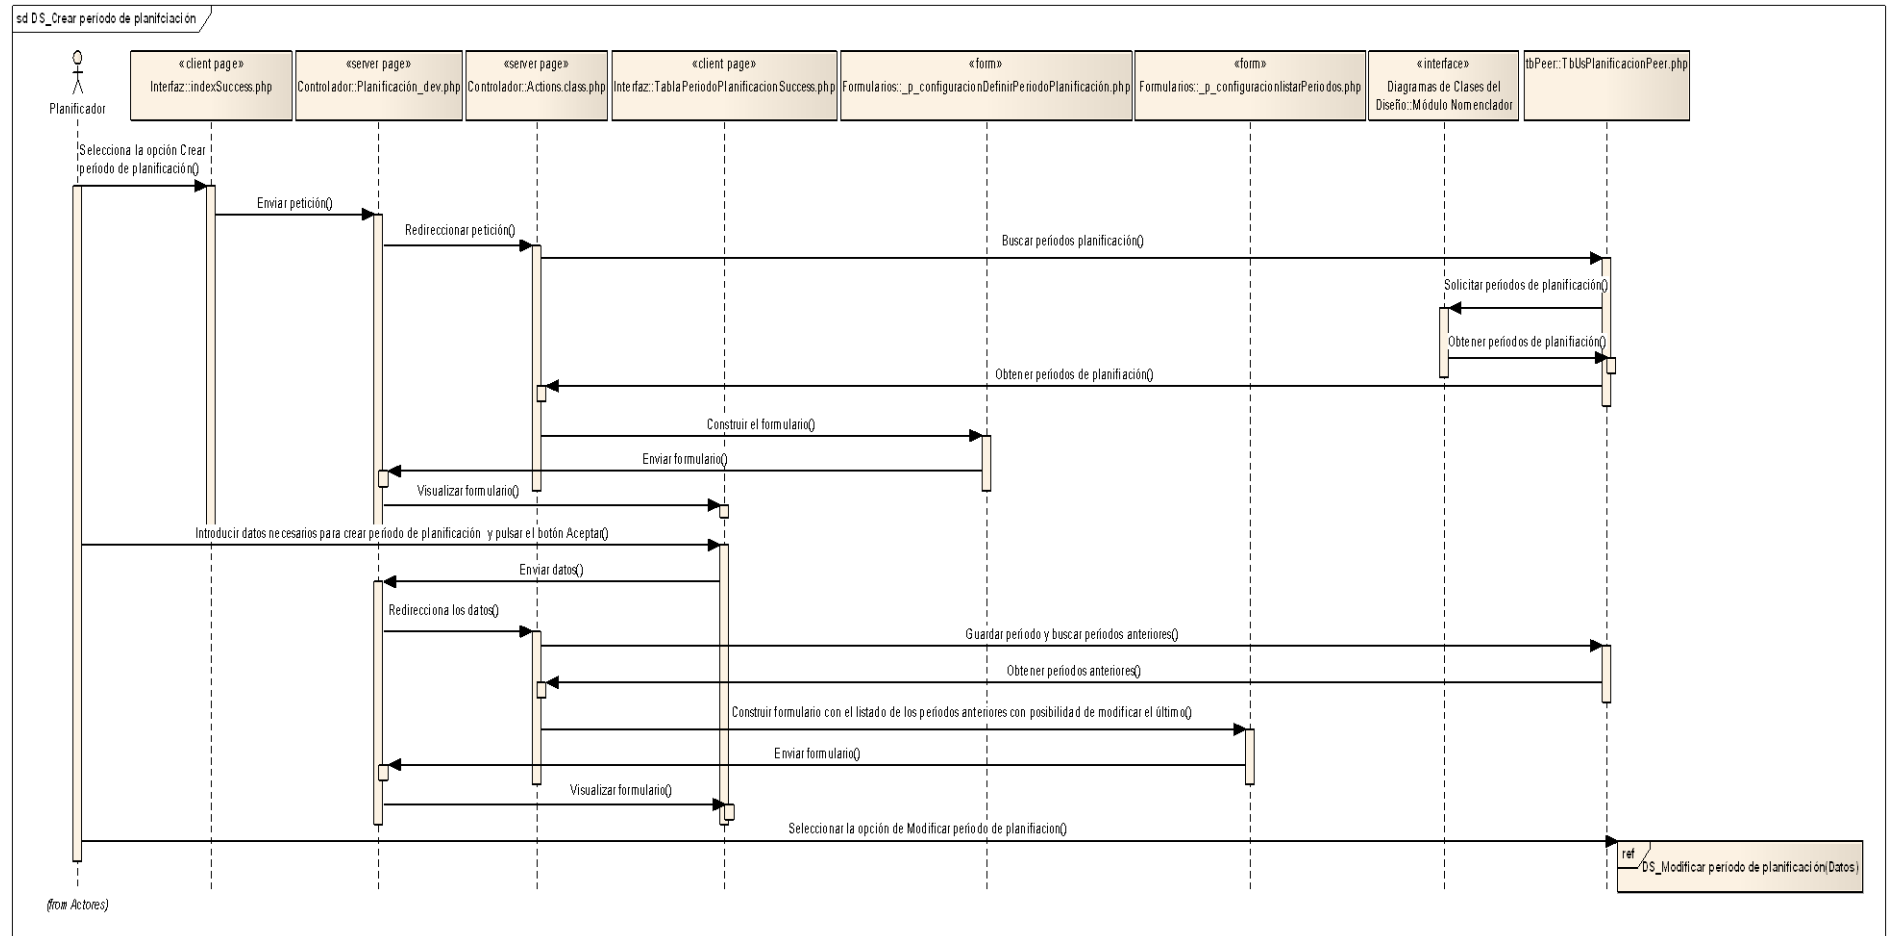 sd DS_Crear período de planifciación
Planificador
«client page»
Interfaz::indexSuccess.php
«server page»
Controlador::Planificación_dev.php
«server page»
Controlador::Actions.class.php
«client page»
Interfaz::TablaPeriodoPlanificacionSuccess.php
«form»
Formularios::_p_configuracionDefinirPeriodoPlanificación.php
«form»
Formularios::_p_configuracionlistarPeriodos.php
«interface»
Diagramas de Clases del
Diseño::Módulo Nomenclador
tbPeer::TbUsPlanificacionPeer.php
Selecciona la opción Crear
período de planificación()
Enviar petición()
Redireccionar petición()
Buscar períodos planificación()
Solicitar períodos de planificación()
Obtener períodos de planifiación()
Obtener períodos de planifiación()
Construir el formulario()
Enviar formulario()
Visualizar formulario()
Introducir datos necesarios para crear período de planificación y pulsar el botón Aceptar()
Enviar datos()
Redirecciona los datos()
Guardar período y buscar períodos anteriores()
Obtener períodos anteriores()
Construir formulario con el listado de los períodos anteriores con posibilidad de modificar el último()
Enviar formulario()
Visualizar formulario()
Seleccionar la opción de Modificar período de planifiacion()
ref
DS_Modificar período de planificación(Datos)
(from Actores)